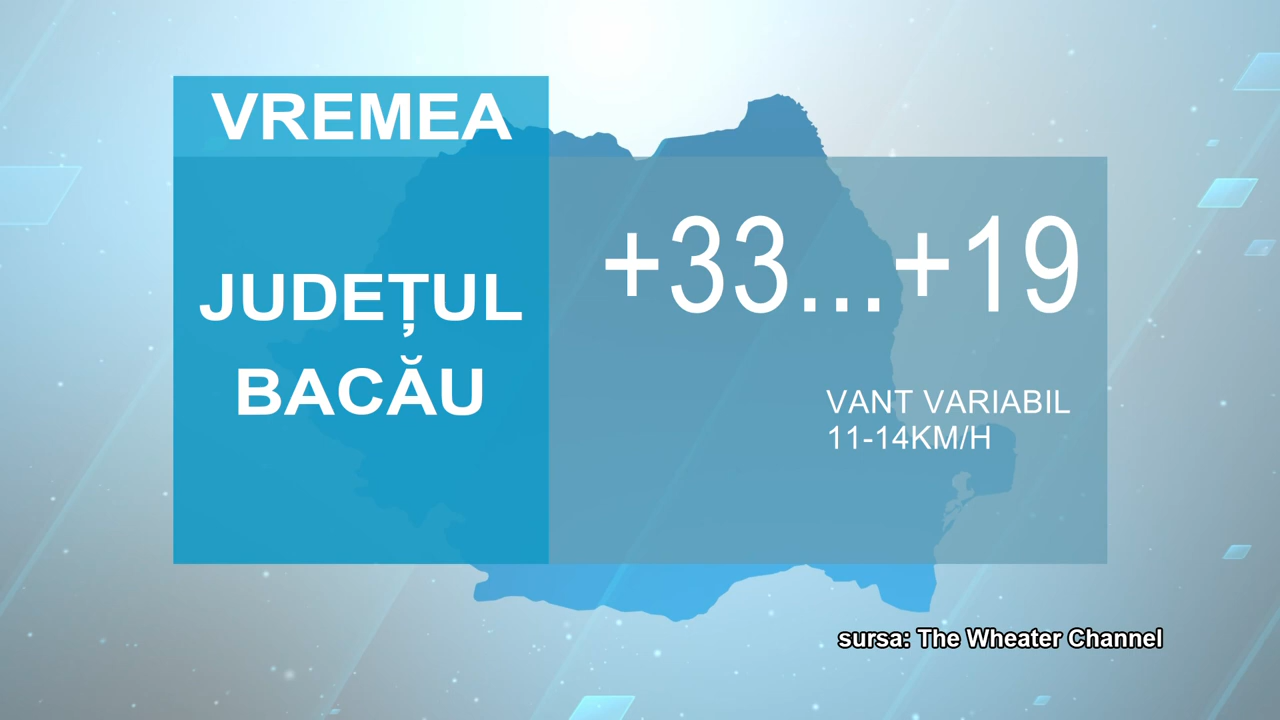 VREMEA
JUDEȚUL
BACĂU
+33...+19
VANT VARIABIL
11-14KM/H
sursa: The Wheater Channel